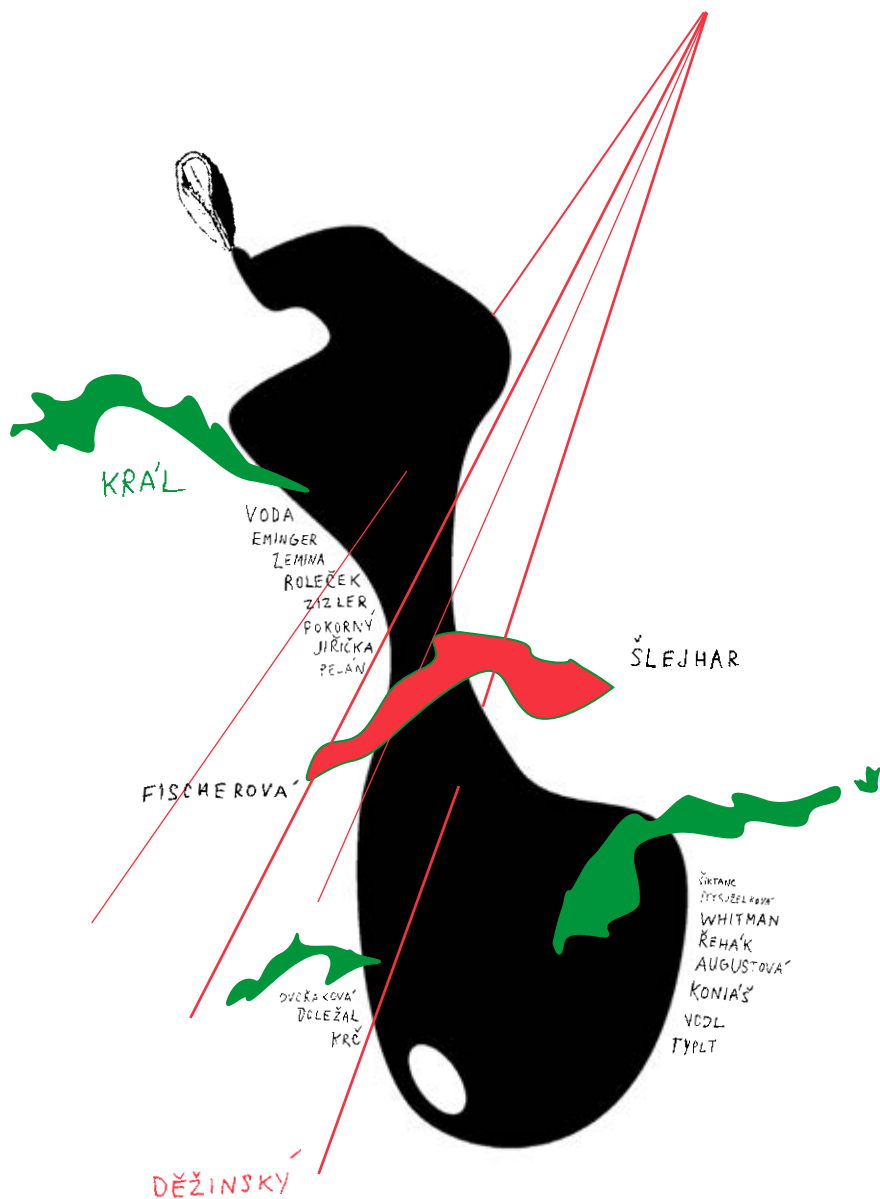 KRÁL
VODA
EMINGER
ZEMINA
ROLEČEK
ZIZLER
POKORNÝ
JIŘIČKA
PELÁN
ŠLEJHAR
FISCHEROVÁ
ŠIKTANC
WHITMAN
ŘEHÁK
AUGUSTOVÁ
KONIÁŠ
VODL
TYPLT
DVOŘÁKOVÁ
DOLEŽAL
KRČ
DĚŽINSKÝ